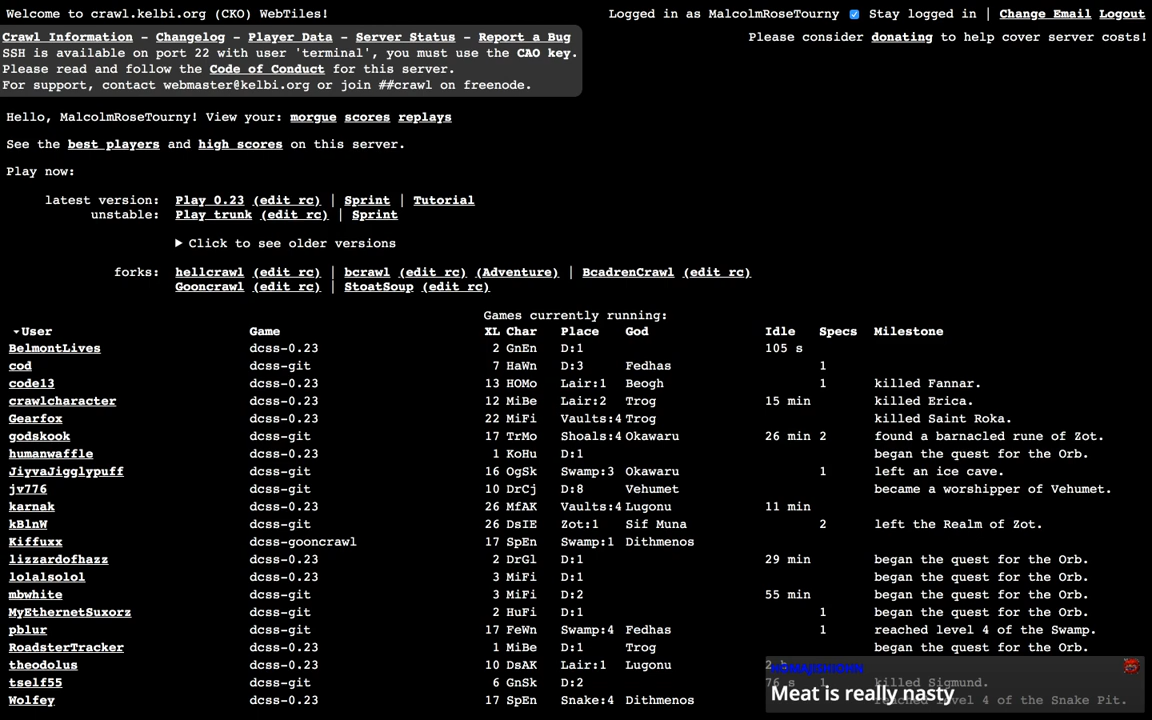 Welcome to crawl.kelbi.org (CKO) WebTiles!
Logged in as MalcolmRoseTourny Stay logged in | Change Email Logout
Crawl Information - Changelog - Player Data - Server Status - Report a Bug
Please consider donating to help cover server costs!
SSH is available on port 22 with user 'terminal', you must use the CAO key.
Please read and follow the Code of Conduct for this server.
For support, contact webmaster@kelbi.org or join ##crawl on freenode.
Hello, MalcolmRoseTourny! View your: morgue scores replays
See the best players and high scores on this server.
Play now:
latest version: Play 0.23 (edit rc) | Sprint | Tutorial
unstable: Play trunk (edit rc) | Sprint
Click to see older versions
forks: hellcrawl (edit rc) | bcrawl (edit rc) (Adventure) | BcadrenCrawl (edit rc)
Gooncrawl (edit rc) | StoatSoup (edit rc)
Games currently running:
User Game XL Char Place God Idle Specs Milestone
BelmontLives dcss-0.23 2 GnEn D:1 105 s
cod dcss-git 7 HaWn D:3 Fedhas 1
code13 dcss-0.23 13 HOMo Lair:1 Beogh 1 killed Fannar.
crawlcharacter dcss-0.23 12 MiBe Lair:2 Trog 15 min killed Erica.
Gearfox dcss-0.23 22 MiFi Vaults:4 Trog killed Saint Roka.
godskook dcss-git 17 TrMo Shoals:4 Okawaru 26 min 2 found a barnacled rune of Zot.
humanwaffle dcss-0.23 1 KoHu D:1 began the quest for the Orb.
JiyvaJigglypuff dcss-git 16 OgSk Swamp:3 Okawaru 1 left an ice cave.
jv776 dcss-0.23 10 DrCj D:8 Vehumet became a worshipper of Vehumet.
karnak dcss-0.23 26 MfAK Vaults:4 Lugonu 11 min
kBlnW dcss-git 26 DsIE Zot:1 Sif Muna 2 left the Realm of Zot.
Kiffuxx dcss-gooncrawl 17 SpEn Swamp:1 Dithmenos
lizzardofhazz dcss-0.23 2 DrGl D:1 29 min began the quest for the Orb.
lolalsolol dcss-0.23 3 MiFi D:1 began the quest for the Orb.
mbwhite dcss-0.23 3 MiFi D:2 55 min began the quest for the Orb.
MyEthernetSuxorz dcss-0.23 2 HuFi D:1 1 began the quest for the Orb.
pblur dcss-git 17 FeWn Swamp:4 Fedhas 1 reached level 4 of the Swamp.
RoadsterTracker dcss-0.23 1 MiBe D:1 Trog began the quest for the Orb.
theodolus dcss-0.23 10 DsAK Lair:1 Lugonu
tself55 dcss-git 6 GnSk D:2 76 s 1 killed Sigmund.
Meat is really nasty
Wolfey dcss-0.23 17 SpEn Snake:4 Dithmenos reached level 4 of the Snake Pit.